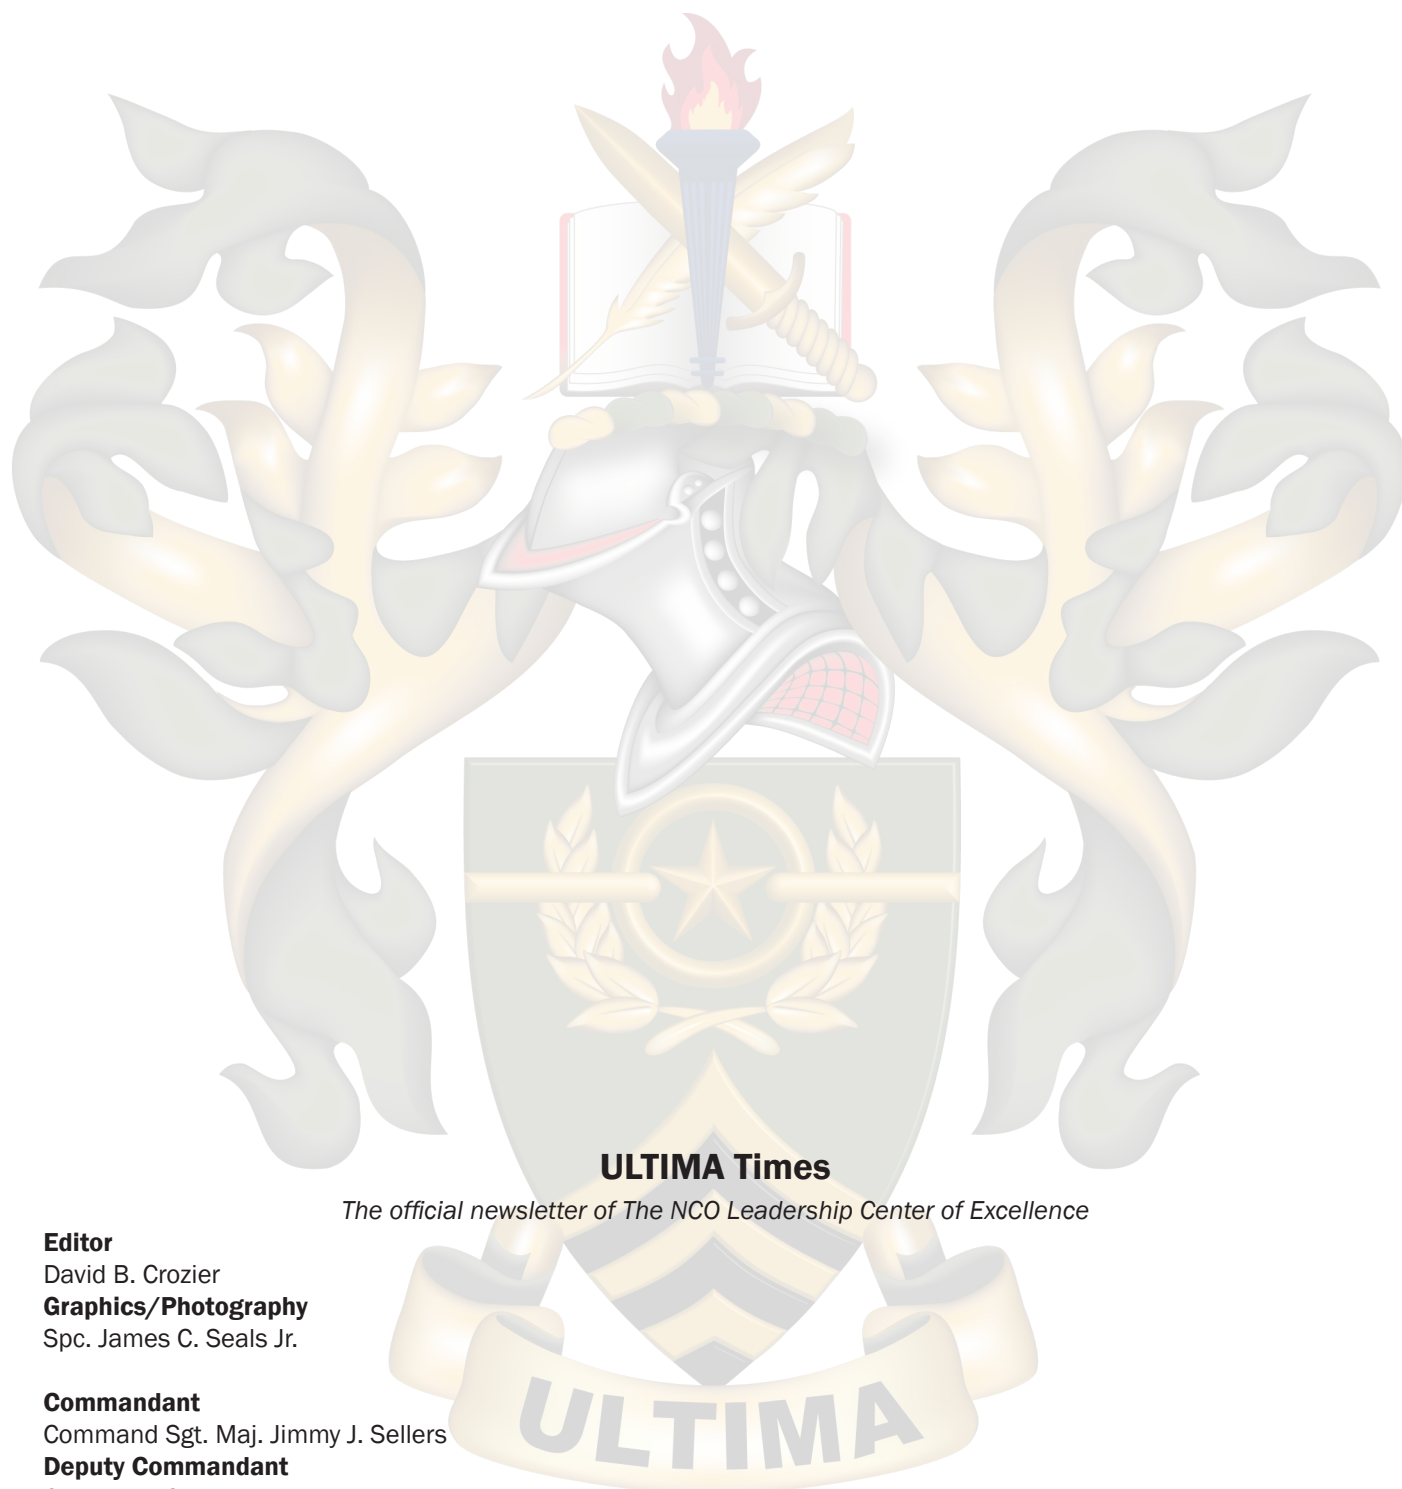 ULTIMA Times
The official newsletter of The NCO Leadership Center of Excellence
Editor
David B. Crozier
Graphics/Photography
Spc. James C. Seals Jr.
Commandant
Command Sgt. Maj. Jimmy J. Sellers
Deputy Commandant
ULTIMA